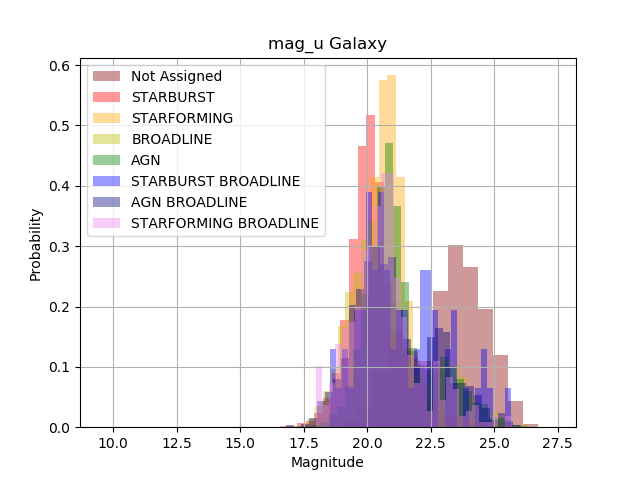 mag_u Galaxy
Probability
0.6
0.5
0.4
0.3
0.2
0.1
0.0
Not Assigned
STARBURST
STARFORMING
BROADLINE
AGN
STARBURST BROADLINE
AGN BROADLINE
STARFORMING BROADLINE
10.0 12.5 15.0 17.5 20.0 22.5 25.0 27.5
Magnitude